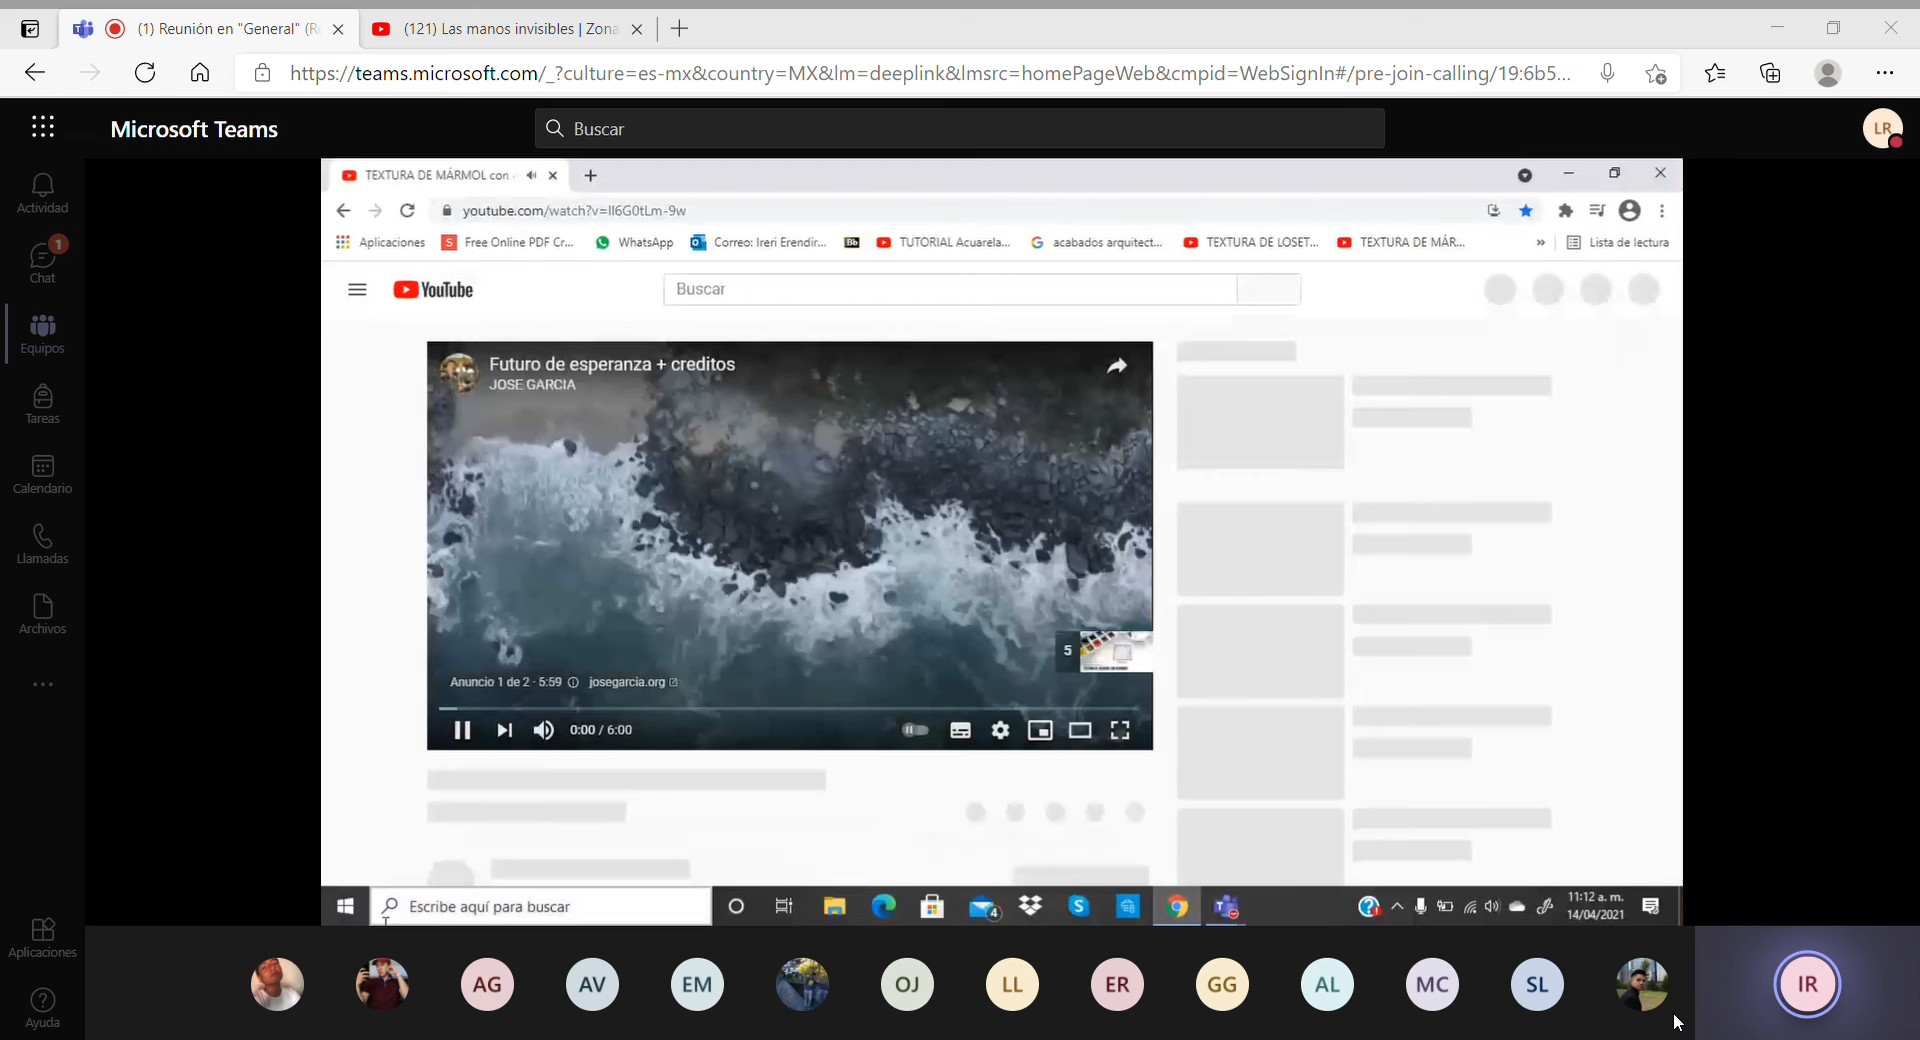 (1) Reunión en "General" (R
(121) Las manos invisibles | Zona
https://teams.microsoft.com/_?culture=es-mx&country=MX&lm=deeplink&lmsrc=homePageWeb&cmpid=WebSignIn#/pre-join-calling/19:6b5...
Microsoft Teams
Buscar
LR
Actividad
1
Chat
Equipos
Tareas
Calendario
Llamadas
Archivos
Aplicaciones
Ayuda
TEXTURA DE MÁRMOL con
youtube.com/watch?v=II6G0tLm-9w
Aplicaciones
Free Online PDF Cr...
WhatsApp
Correo: Ireri Erendir...
Bb
TUTORIAL Acuarela...
acabados arquitect...
TEXTURA DE LOSET...
TEXTURA DE MÁR...
»
Lista de lectura
YouTube
Buscar
Futuro de esperanza + creditos
JOSE GARCIA
5
Anuncio 1 de 2 · 5:59
josegarcia.org
0:00 / 6:00
Escribe aquí para buscar
4
11:12 a. m.
14/04/2021
AG
AV
EM
OJ
LL
ER
GG
AL
MC
SL
IR